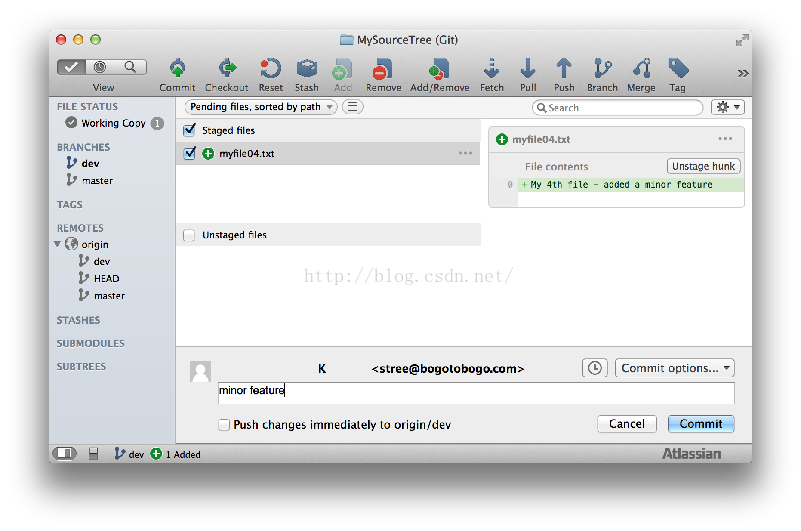 MySourceTree (Git)
View
Commit Checkout Reset Stash Add Remove Add/Remove Fetch Pull Push Branch Merge Tag
FILE STATUS
Working Copy 1
BRANCHES
dev
master
TAGS
REMOTES
origin
dev
HEAD
master
STASHES
SUBMODULES
SUBTREES
Pending files, sorted by path
Search
Staged files
myfile04.txt
Unstaged files
myfile04.txt
File contents
Unstage hunk
0 + My 4th file - added a minor feature
http://blog.csdn.net/
K <stree@bogotobogo.com>
Commit options...
minor feature
Push changes immediately to origin/dev
Cancel
Commit
dev 1 Added
Atlassian